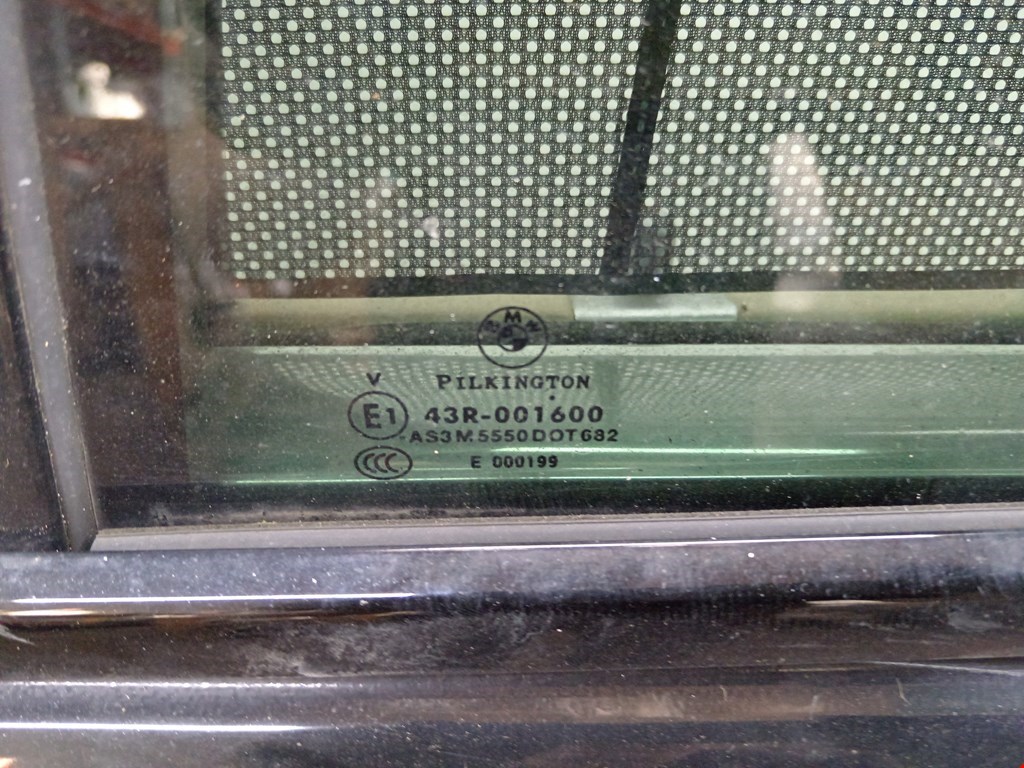 BMW
V PILKINGTON
E1 43R-001600
AS3 M5550 DOT682
CCC E 000199